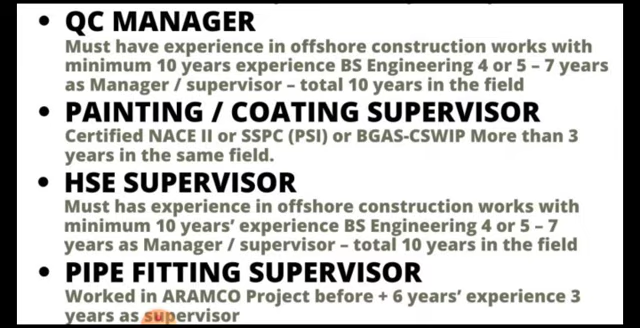 • QC MANAGER
Must have experience in offshore construction works with
minimum 10 years experience BS Engineering 4 or 5 – 7 years
as Manager / supervisor – total 10 years in the field
• PAINTING / COATING SUPERVISOR
Certified NACE II or SSPC (PSI) or BGAS-CSWIP More than 3
years in the same field.
• HSE SUPERVISOR
Must has experience in offshore construction works with
minimum 10 years’ experience BS Engineering 4 or 5 – 7
years as Manager / supervisor – total 10 years in the field
• PIPE FITTING SUPERVISOR
Worked in ARAMCO Project before + 6 years’ experience 3
years as supervisor